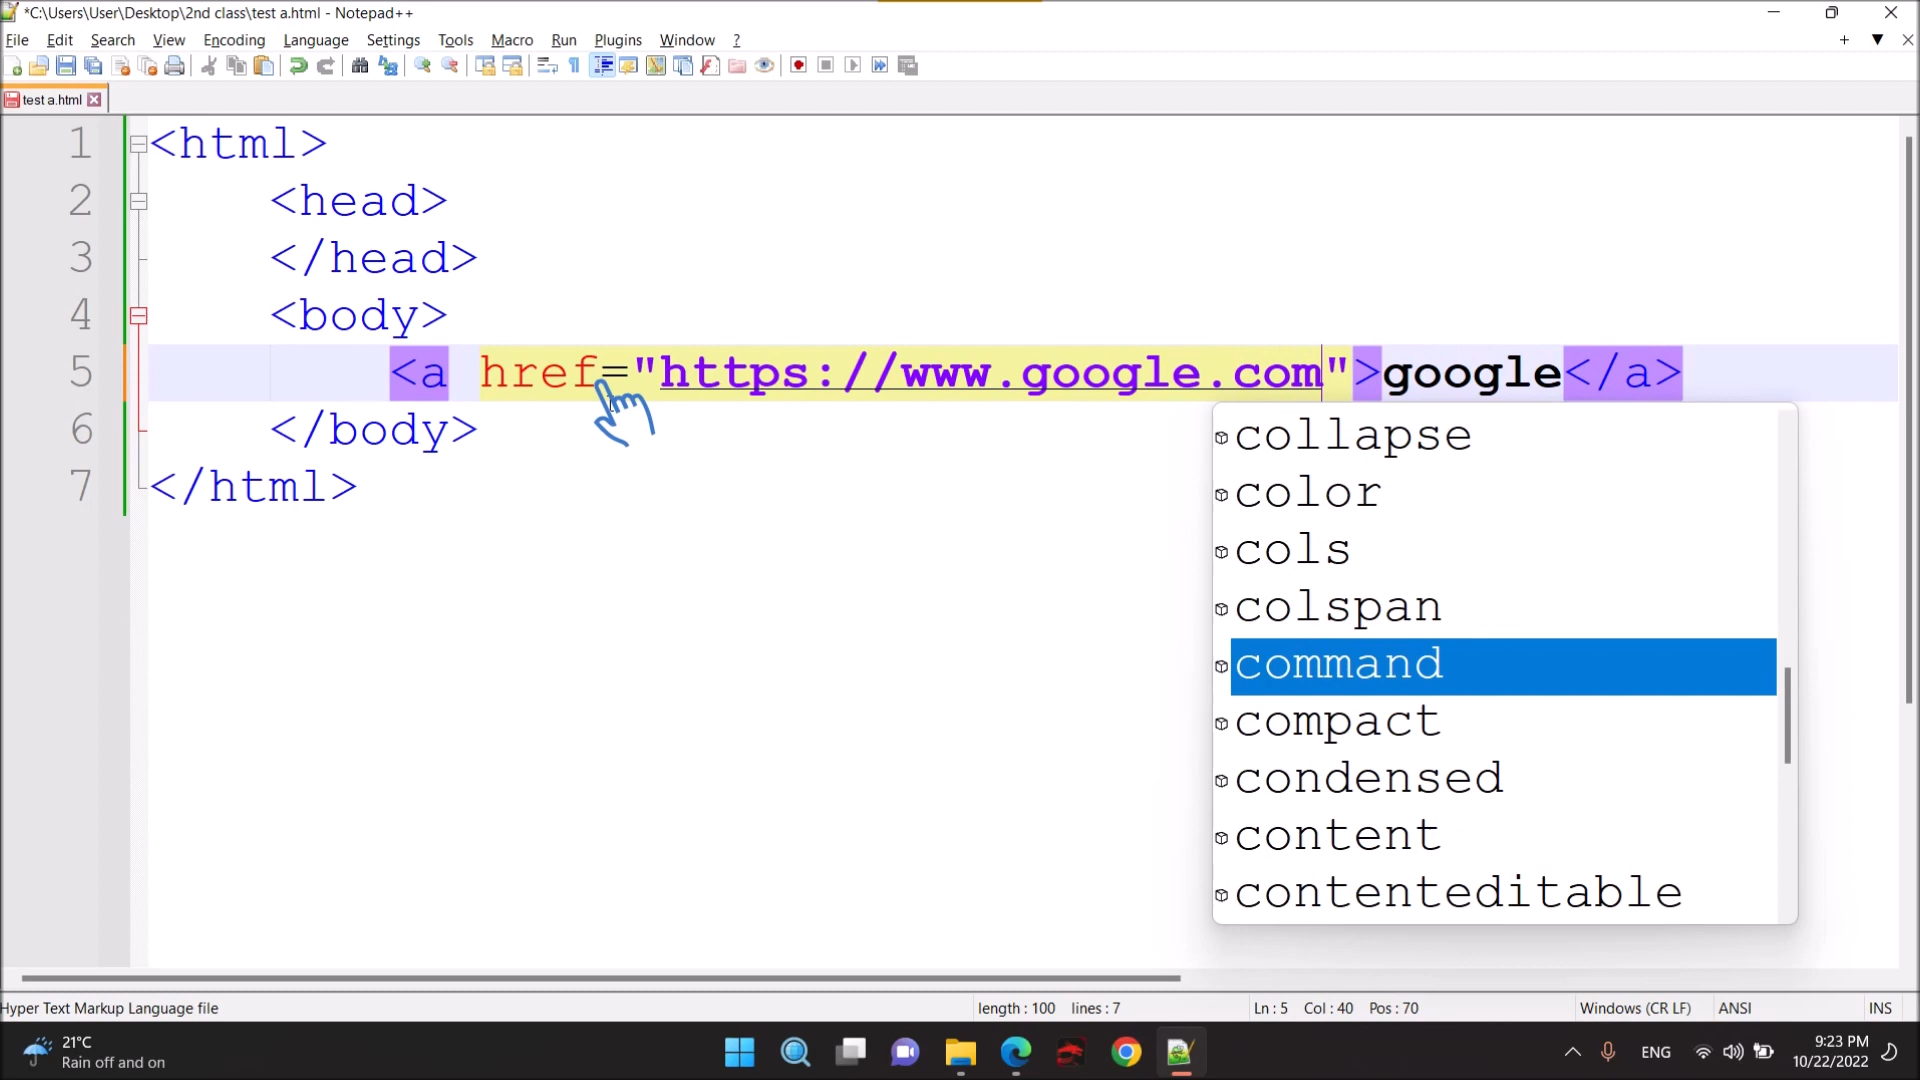 *C:\Users\User\Desktop\2nd class\test a.html - Notepad++
File Edit Search View Encoding Language Settings Tools Macro Run Plugins Window ?
test a.html
1 <html>
2 <head>
3 </head>
4 <body>
5 <a href="https://www.google.com">google</a>
6 </body>
7 </html>
collapse
color
cols
colspan
command
compact
condensed
content
contenteditable
Hyper Text Markup Language file length : 100 lines : 7 Ln : 5 Col : 40 Pos : 70 Windows (CR LF) ANSI INS
21°C
Rain off and on
ENG
9:23 PM
10/22/2022